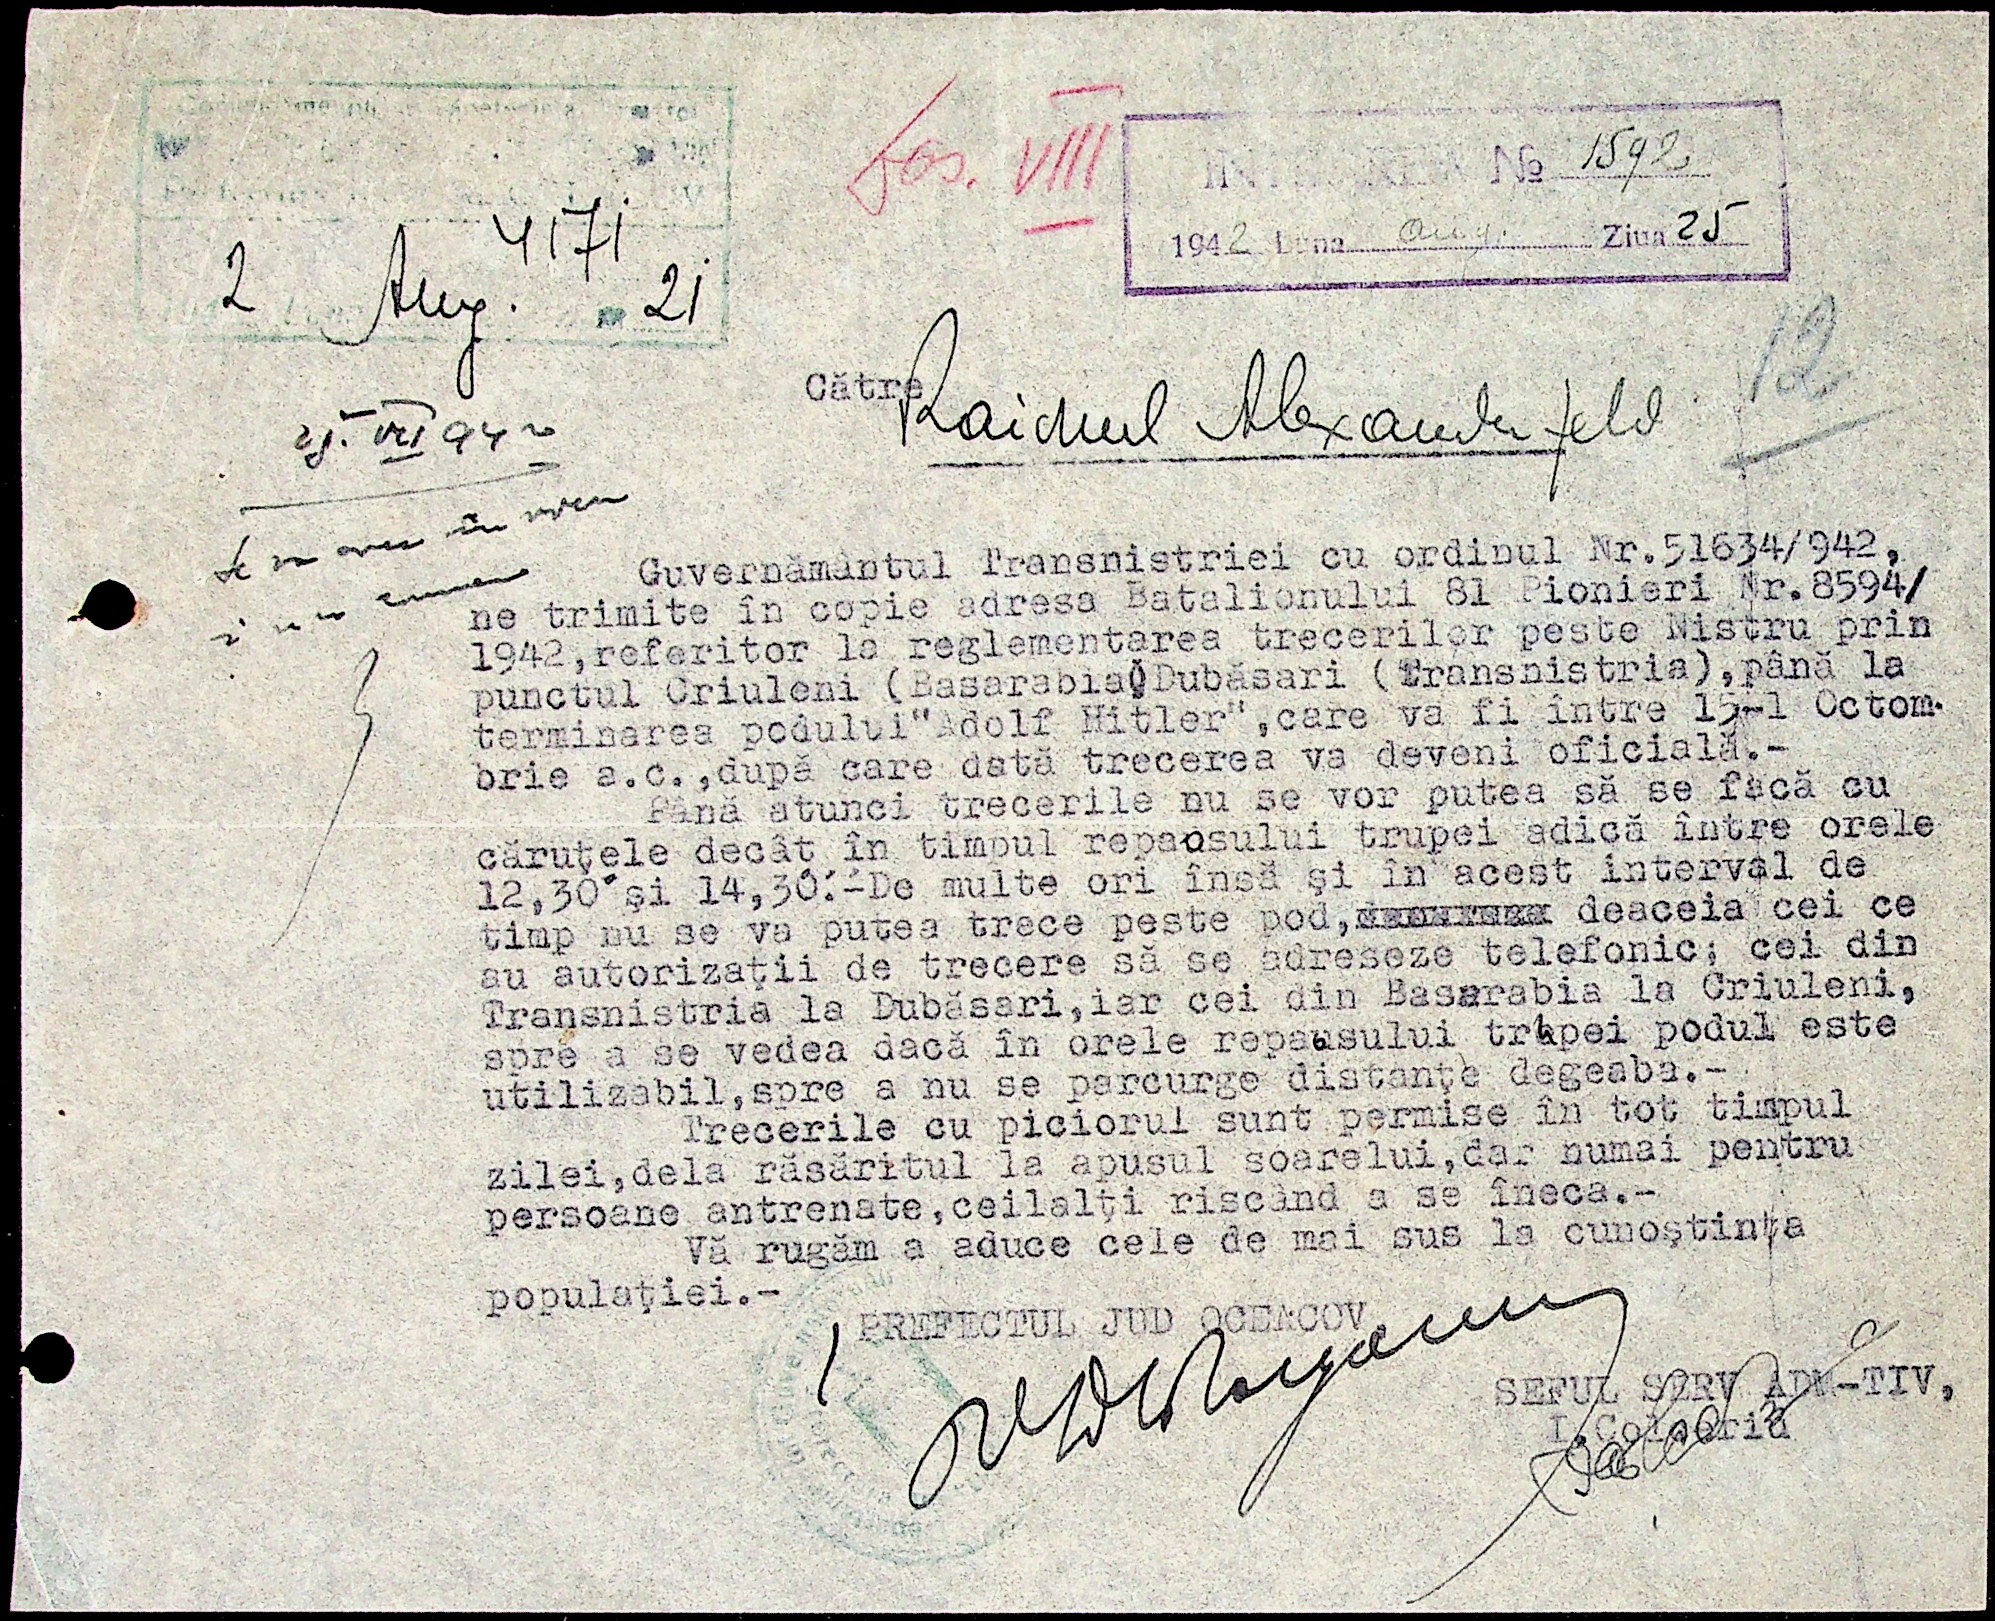 Dos. VIII
INTRAREA № 1592
1942 Luna Aug. Ziua 25
4171
2 Aug. 21
12
Către
Raionul Alexanderfeld
25. VIII 942
Guvernământul Transnistriei cu ordinul Nr.51634/942,
ne trimite în copie adresa Batalionului 81 Pionieri Nr.8594/
1942,referitor la reglementarea trecerilor peste Nistru prin
punctul Criuleni (Basarabia) Dubăsari (Transnistria),până la
terminarea podului"Adolf Hitler",care va fi între 15-1 Octom-
brie a.c.,după care dată trecerea va deveni oficială.-
Până atunci trecerile nu se vor putea să se facă cu
căruţele decât în timpul repaosului trupei adică între orele
12,30 şi 14,30.-De multe ori însă şi în acest interval de
timp nu se va putea trece peste pod, deaceia cei ce
au autorizaţii de trecere să se adreseze telefonic; cei din
Transnistria la Dubăsari,iar cei din Basarabia la Criuleni,
spre a se vedea dacă în orele repausului trupei podul este
utilizabil,spre a nu se parcurge distanţe degeaba.-
Trecerile cu piciorul sunt permise în tot timpul
zilei,dela răsăritul la apusul soarelui,dar numai pentru
persoane antrenate,ceilalţi riscând a se îneca.-
Vă rugăm a aduce cele de mai sus la cunoştinţa
populaţiei.-
PREFECTUL JUD OCEACOV
SEFUL SERV ADM-TIV,